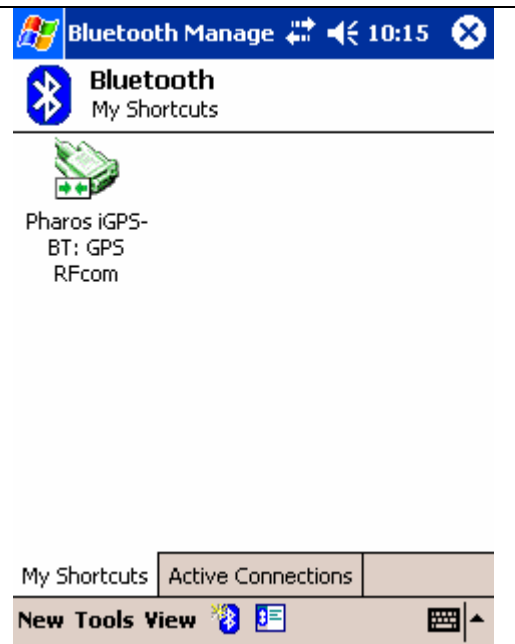 Bluetooth Manage 10:15
Bluetooth
My Shortcuts
Pharos iGPS-
BT: GPS
RFcom
My Shortcuts Active Connections
New Tools View